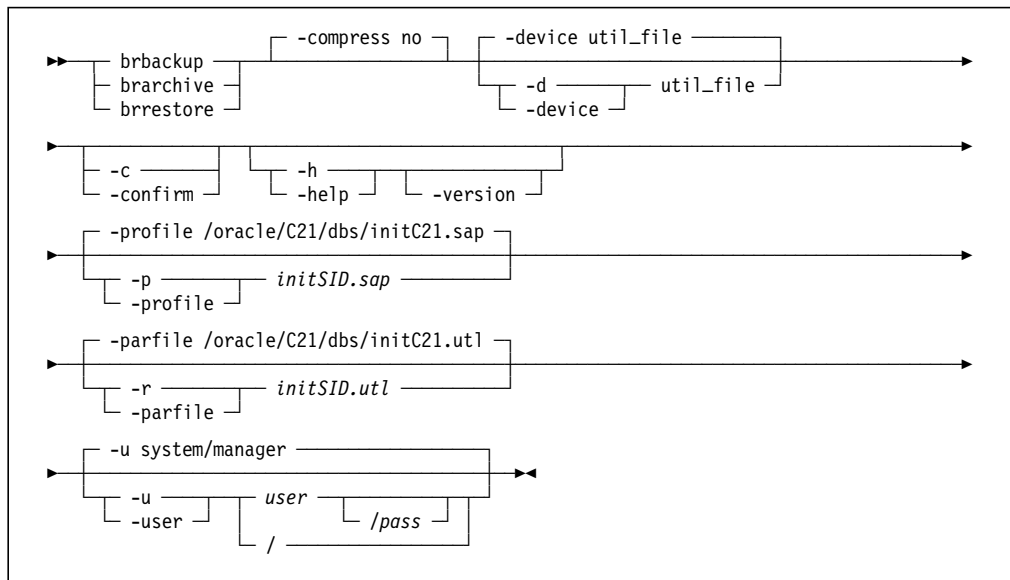 -compress no -device util_file
brbackup
brarchive -d util_file
brrestore -device
-c -h
-confirm -help -version
-profile /oracle/C21/dbs/initC21.sap
-p initSID.sap
-profile
-parfile /oracle/C21/dbs/initC21.utl
-r initSID.utl
-parfile
-u system/manager
-u user
-user /pass
/